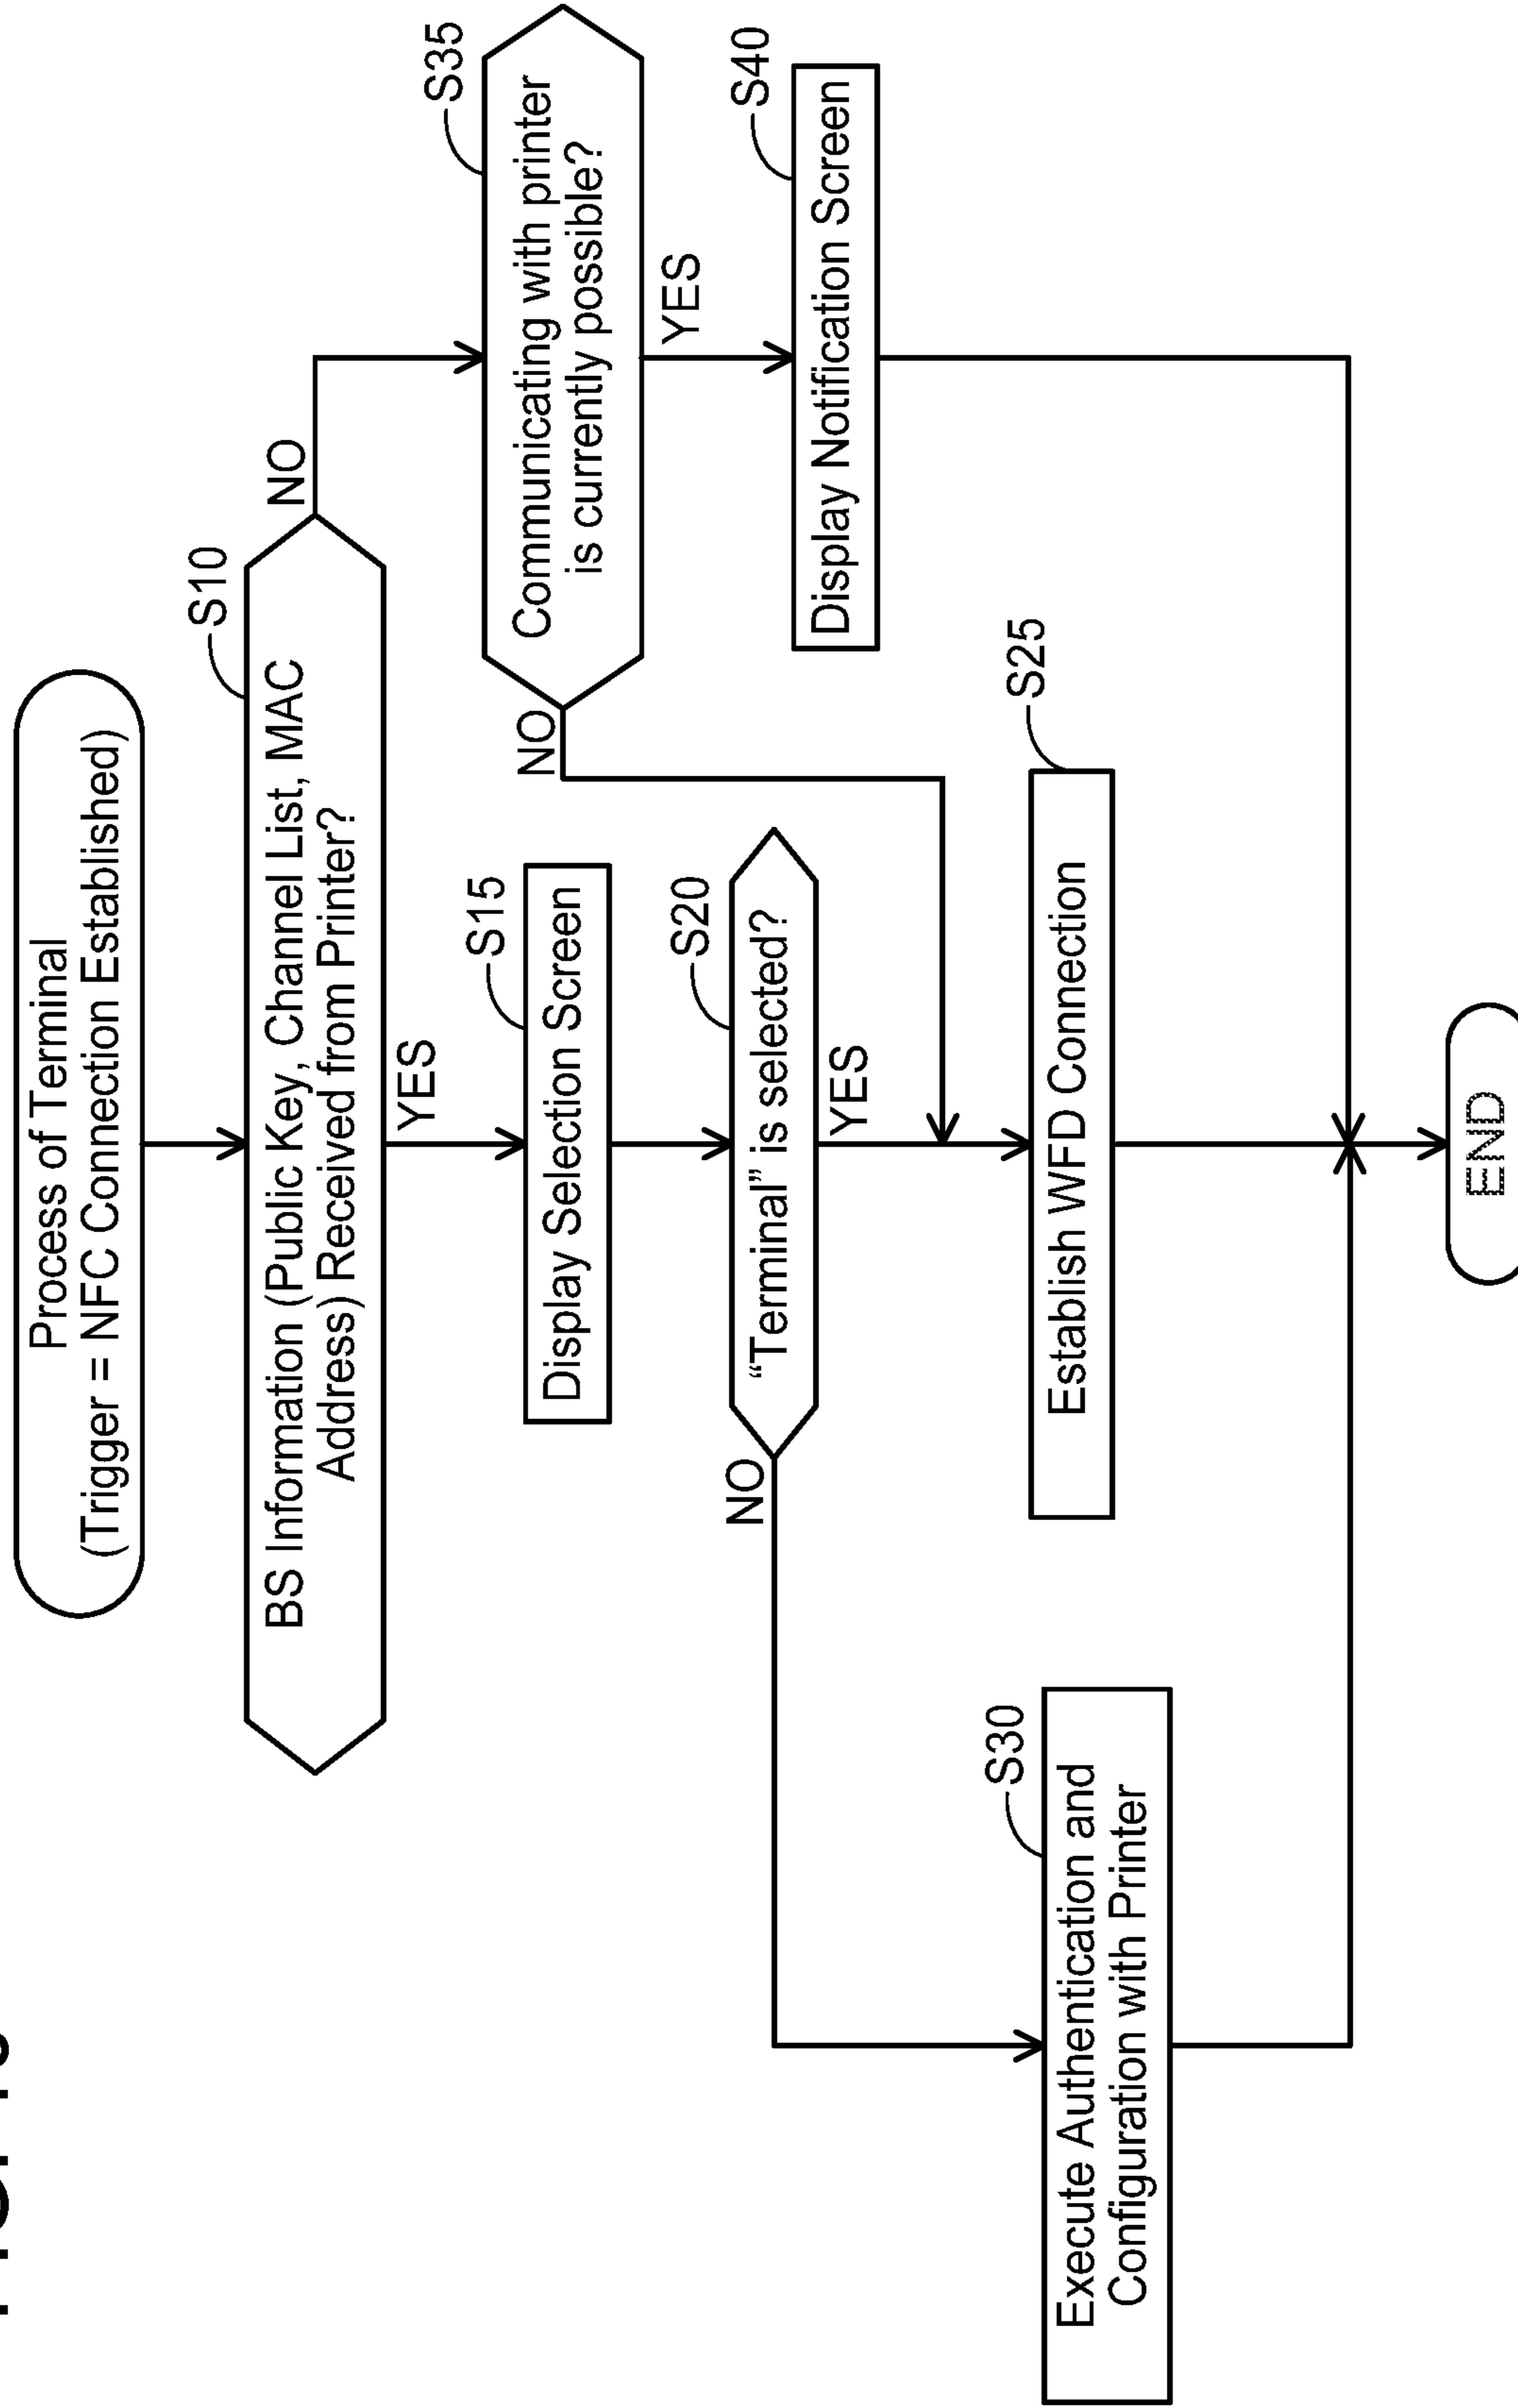 Process of Terminal
(Trigger = NFC Connection Established)
S10
BS Information (Public Key, Channel List, MAC
Address) Received from Printer?
NO
YES
S35
Communicating with printer
is currently possible?
NO
YES
S15
Display Selection Screen
S40
Display Notification Screen
S20
“Terminal” is selected?
NO
YES
S25
Establish WFD Connection
S30
Execute Authentication and
Configuration with Printer
END